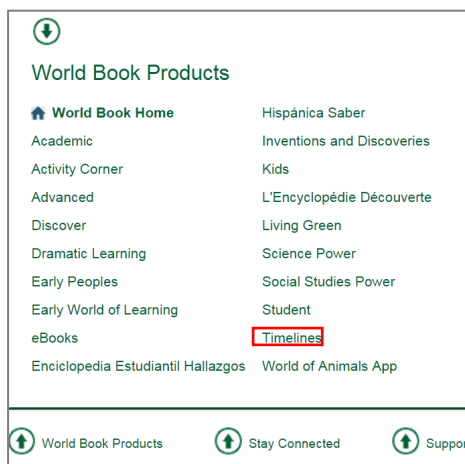 World Book Products
World Book Home
Academic
Activity Corner
Advanced
Discover
Dramatic Learning
Early Peoples
Early World of Learning
eBooks
Enciclopedia Estudiantil Hallazgos
Hispánica Saber
Inventions and Discoveries
Kids
L'Encyclopédie Découverte
Living Green
Science Power
Social Studies Power
Student
Timelines
World of Animals App
World Book Products
Stay Connected